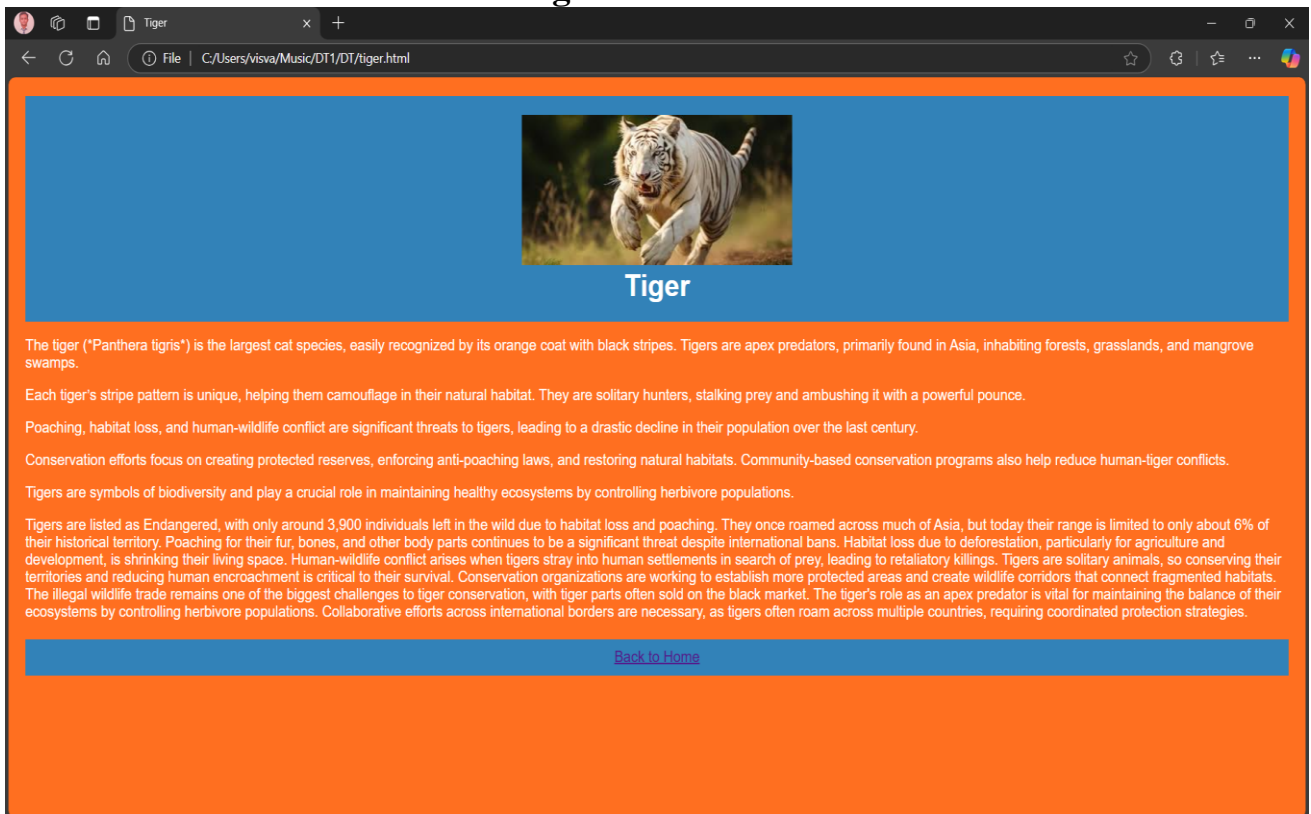 Tiger
File
C:/Users/visva/Music/DT1/DT/tiger.html
Tiger
The tiger (*Panthera tigris*) is the largest cat species, easily recognized by its orange coat with black stripes. Tigers are apex predators, primarily found in Asia, inhabiting forests, grasslands, and mangrove
swamps.
Each tiger's stripe pattern is unique, helping them camouflage in their natural habitat. They are solitary hunters, stalking prey and ambushing it with a powerful pounce.
Poaching, habitat loss, and human-wildlife conflict are significant threats to tigers, leading to a drastic decline in their population over the last century.
Conservation efforts focus on creating protected reserves, enforcing anti-poaching laws, and restoring natural habitats. Community-based conservation programs also help reduce human-tiger conflicts.
Tigers are symbols of biodiversity and play a crucial role in maintaining healthy ecosystems by controlling herbivore populations.
Tigers are listed as Endangered, with only around 3,900 individuals left in the wild due to habitat loss and poaching. They once roamed across much of Asia, but today their range is limited to only about 6% of
their historical territory. Poaching for their fur, bones, and other body parts continues to be a significant threat despite international bans. Habitat loss due to deforestation, particularly for agriculture and
development, is shrinking their living space. Human-wildlife conflict arises when tigers stray into human settlements in search of prey, leading to retaliatory killings. Tigers are solitary animals, so conserving their
territories and reducing human encroachment is critical to their survival. Conservation organizations are working to establish more protected areas and create wildlife corridors that connect fragmented habitats.
The illegal wildlife trade remains one of the biggest challenges to tiger conservation, with tiger parts often sold on the black market. The tiger's role as an apex predator is vital for maintaining the balance of their
ecosystems by controlling herbivore populations. Collaborative efforts across international borders are necessary, as tigers often roam across multiple countries, requiring coordinated protection strategies.
Back to Home